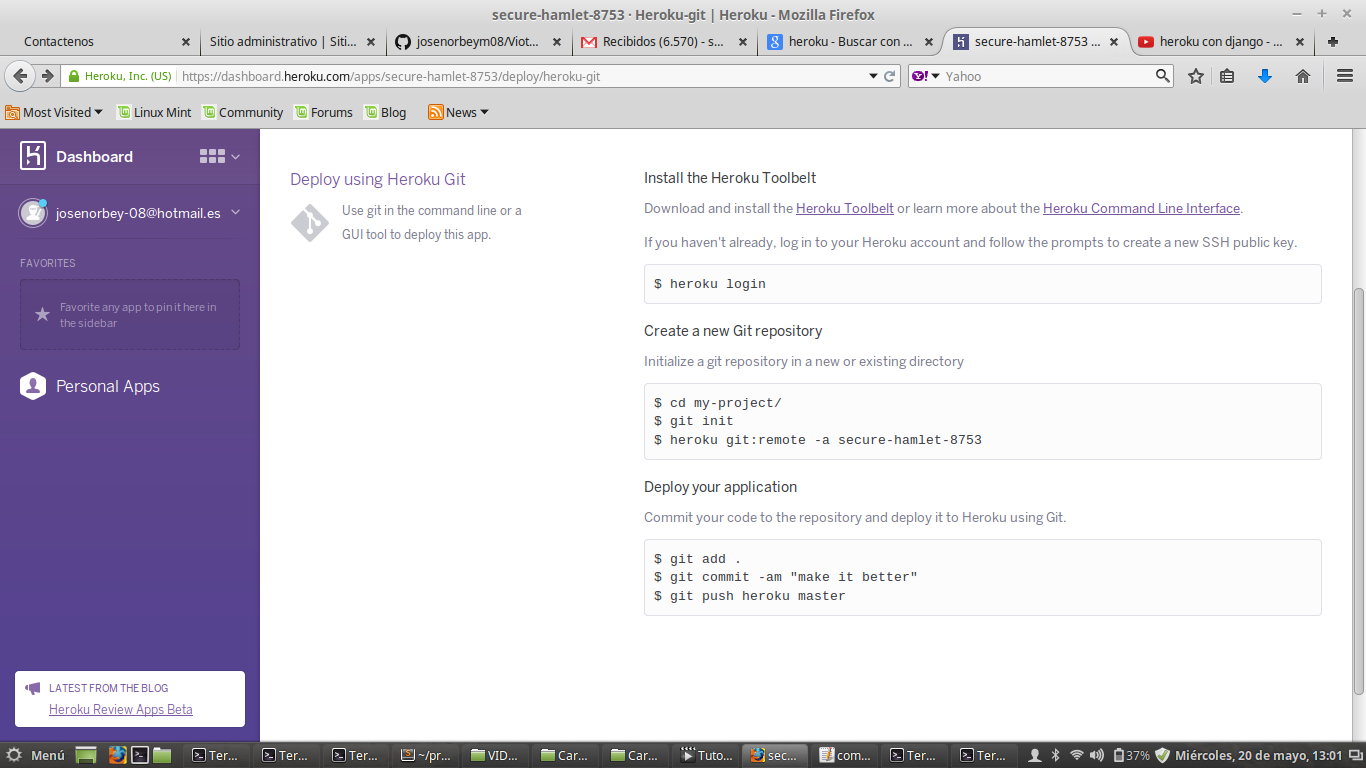 secure-hamlet-8753 · Heroku-git | Heroku - Mozilla Firefox
Contactenos
Sitio administrativo | Siti...
josenorbeym08/Viot...
Recibidos (6.570) - s...
heroku - Buscar con ...
secure-hamlet-8753 ...
heroku con django - ...
Heroku, Inc. (US)
https://dashboard.heroku.com/apps/secure-hamlet-8753/deploy/heroku-git
Yahoo
Most Visited
Linux Mint
Community
Forums
Blog
News
Dashboard
josenorbey-08@hotmail.es
FAVORITES
Favorite any app to pin it here in
the sidebar
Personal Apps
LATEST FROM THE BLOG
Heroku Review Apps Beta
Deploy using Heroku Git
Use git in the command line or a
GUI tool to deploy this app.
Install the Heroku Toolbelt
Download and install the Heroku Toolbelt or learn more about the Heroku Command Line Interface.
If you haven't already, log in to your Heroku account and follow the prompts to create a new SSH public key.
$ heroku login
Create a new Git repository
Initialize a git repository in a new or existing directory
$ cd my-project/
$ git init
$ heroku git:remote -a secure-hamlet-8753
Deploy your application
Commit your code to the repository and deploy it to Heroku using Git.
$ git add .
$ git commit -am "make it better"
$ git push heroku master
Menú
Ter...
Ter...
Ter...
~/pr...
VID...
Car...
Car...
Tuto...
sec...
com...
Ter...
Ter...
37%
Miércoles, 20 de mayo, 13:01